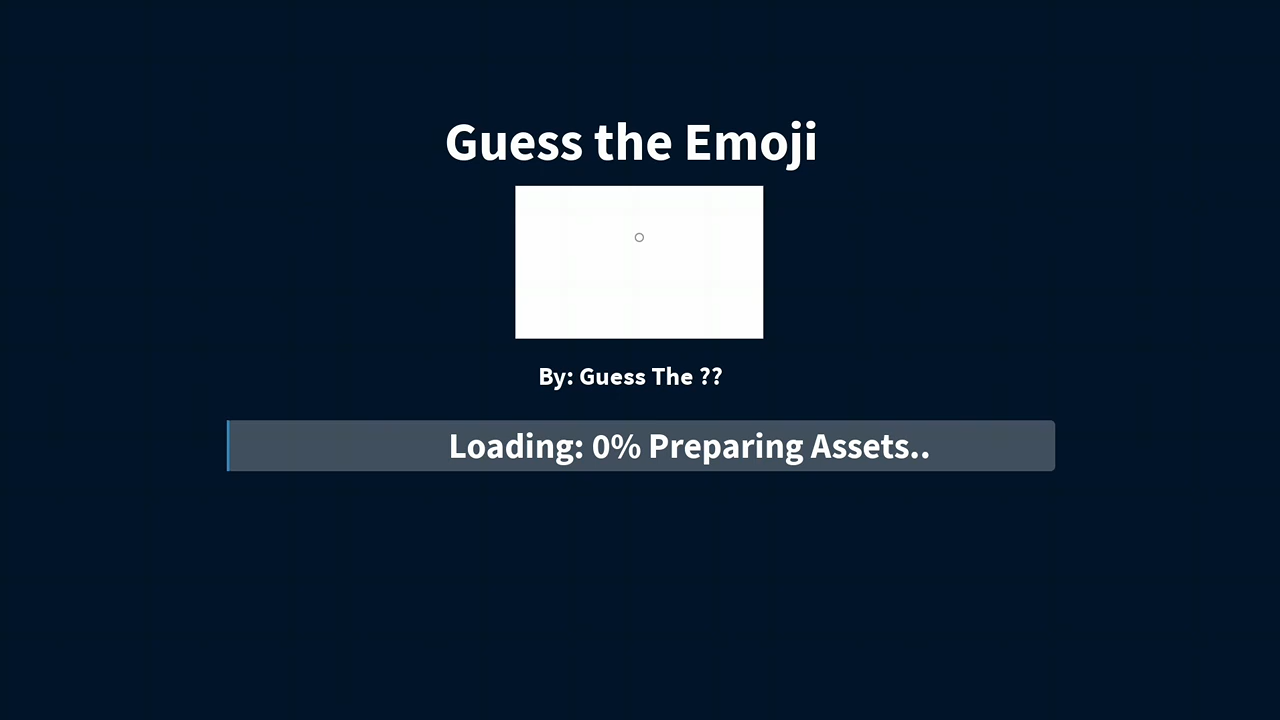 Guess the Emoji
By: Guess The ??
Loading: 0% Preparing Assets..